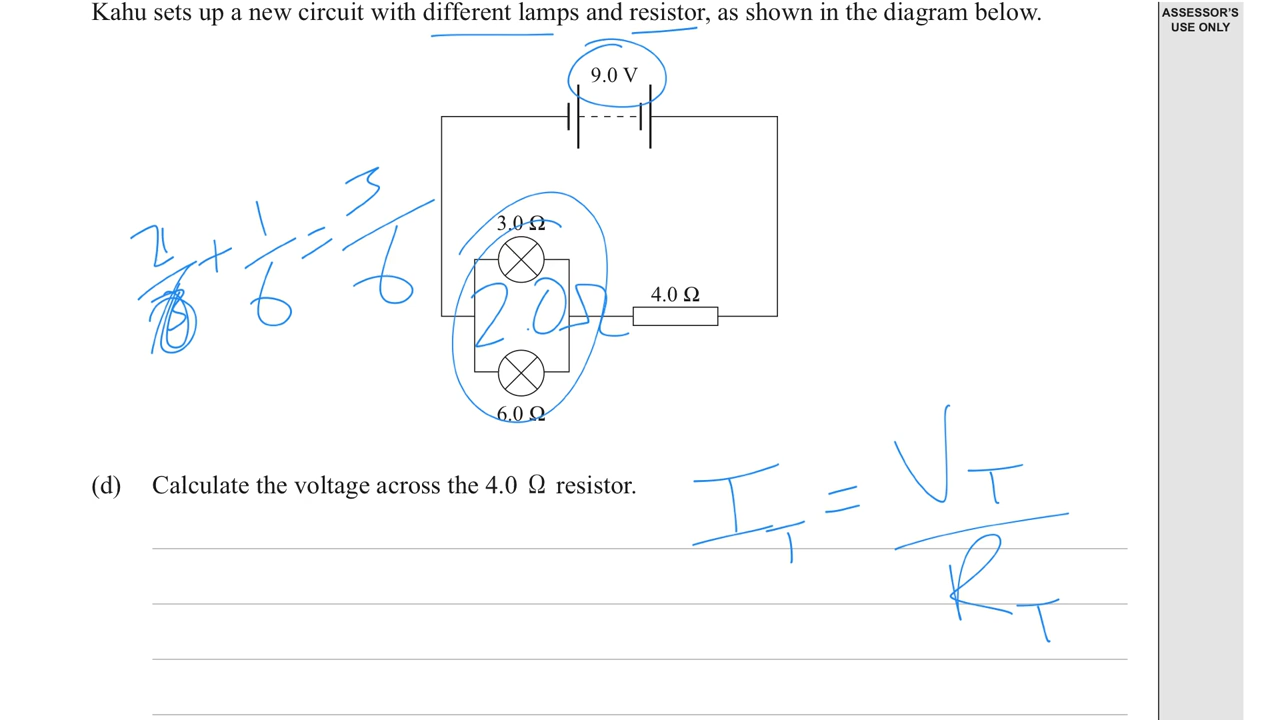 Kahu sets up a new circuit with different lamps and resistor, as shown in the diagram below.
ASSESSOR'S
USE ONLY
9.0 V
3.0 Ω
2/6 + 1/6 = 3/6
2.0Ω
4.0 Ω
6.0 Ω
(d) Calculate the voltage across the 4.0 Ω resistor.
I_T = V_T / R_T